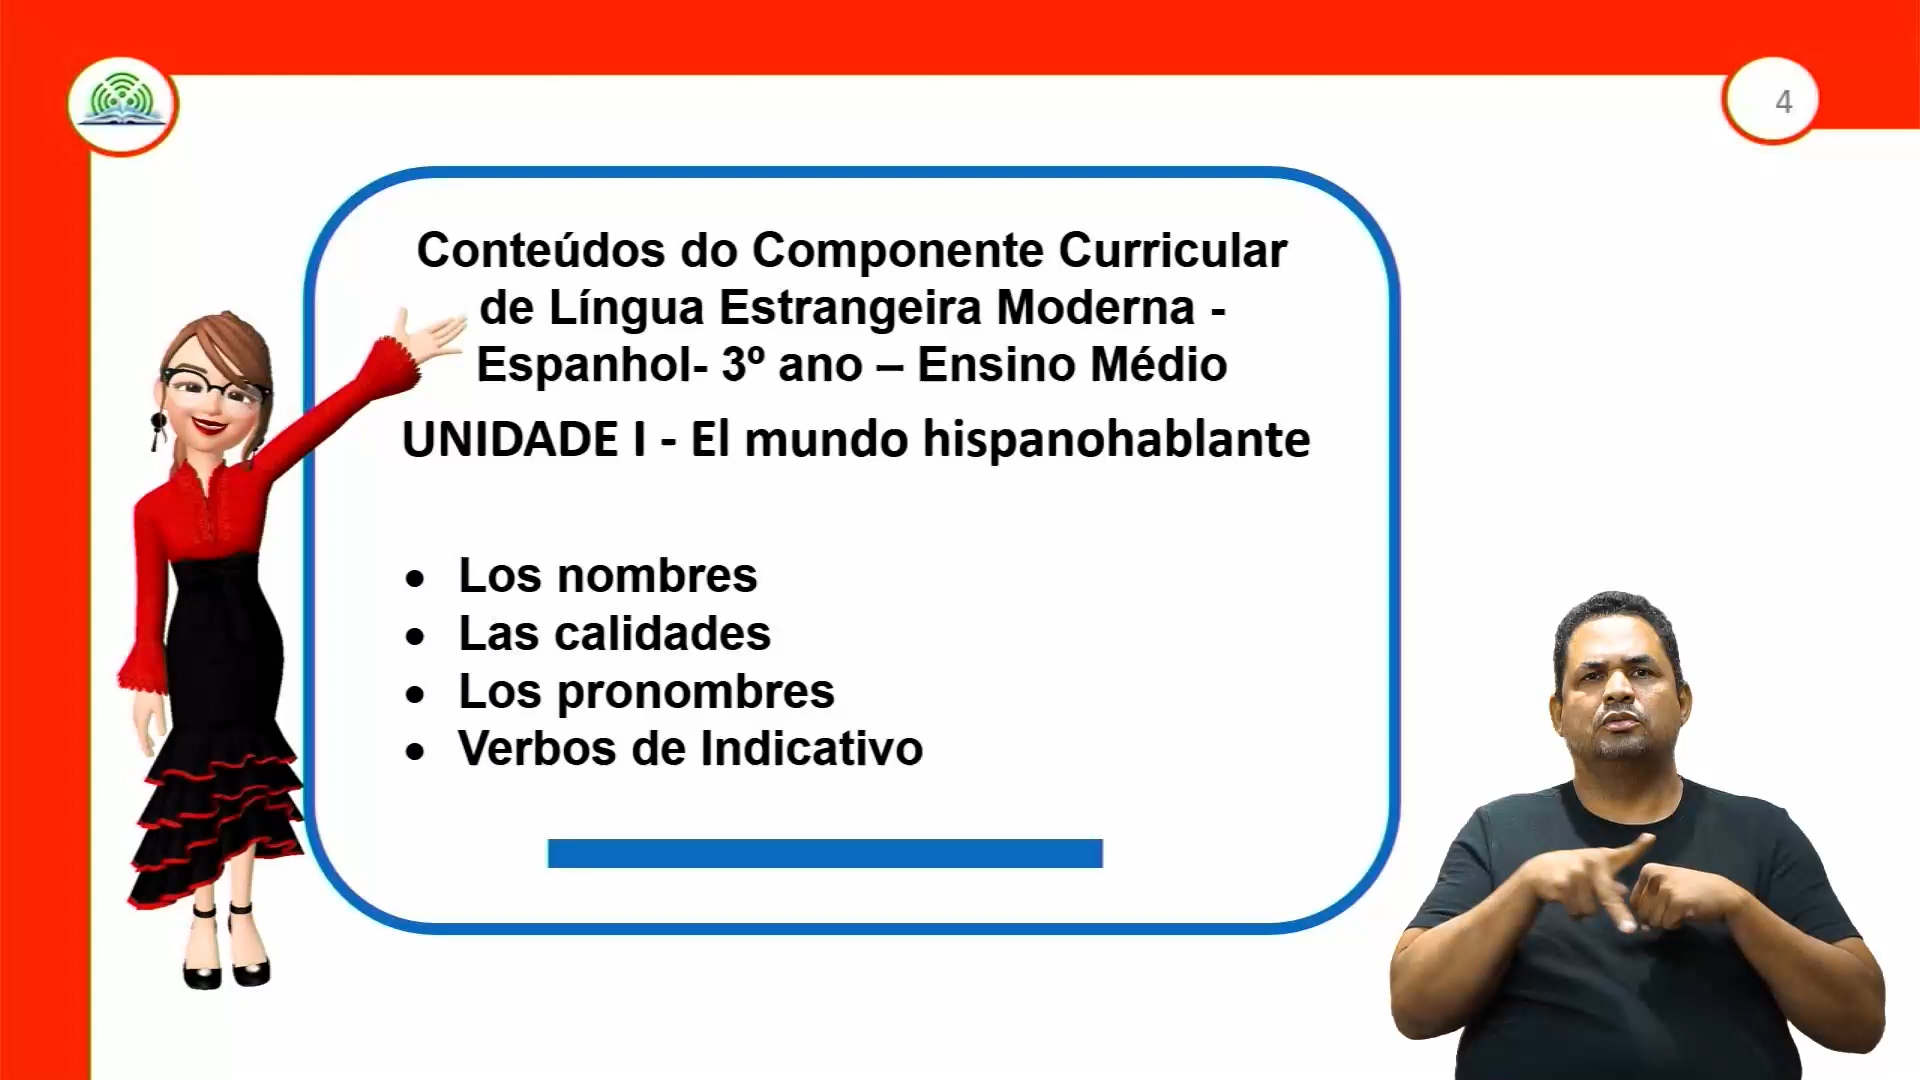 4
Conteúdos do Componente Curricular
de Língua Estrangeira Moderna -
Espanhol- 3º ano – Ensino Médio
UNIDADE I - El mundo hispanohablante
• Los nombres
• Las calidades
• Los pronombres
• Verbos de Indicativo